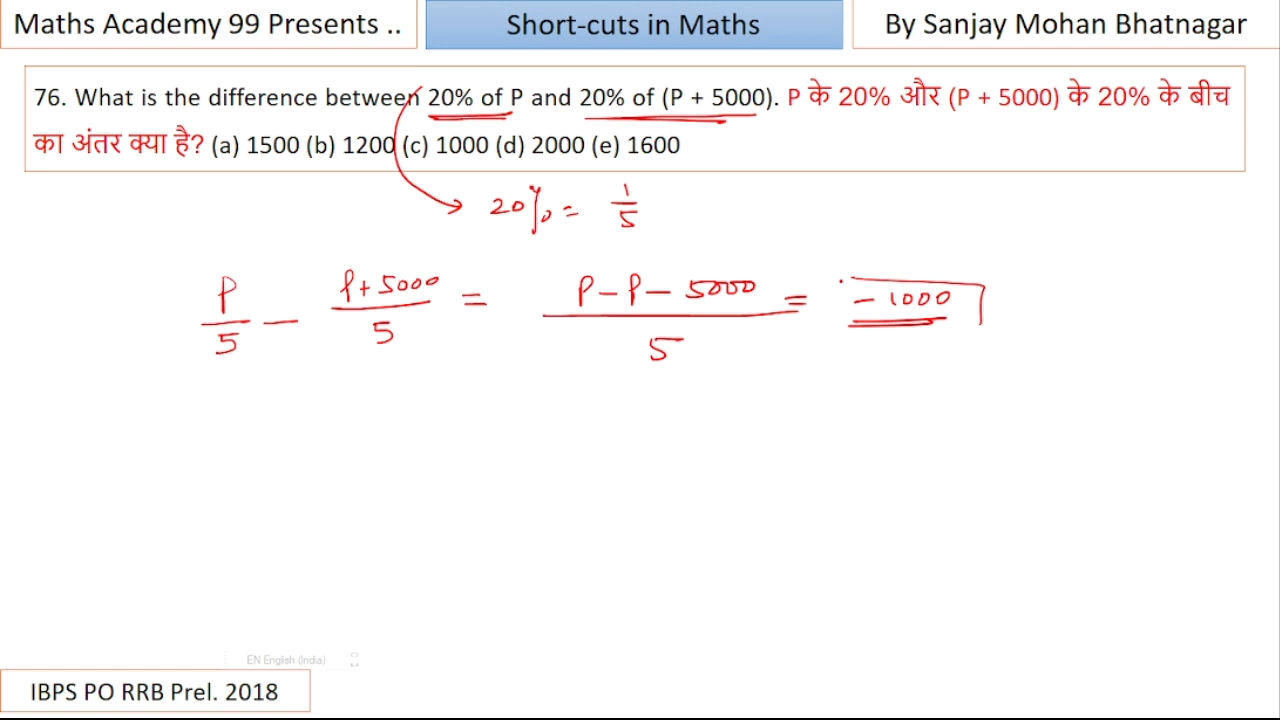 Maths Academy 99 Presents ..
Short-cuts in Maths
By Sanjay Mohan Bhatnagar
76. What is the difference between 20% of P and 20% of (P + 5000). P के 20% और (P + 5000) के 20% के बीच
का अंतर क्या है? (a) 1500 (b) 1200 (c) 1000 (d) 2000 (e) 1600
20% = 1/5
P/5 - P+5000/5 = P-P-5000/5 = -1000
EN English (India)
IBPS PO RRB Prel. 2018